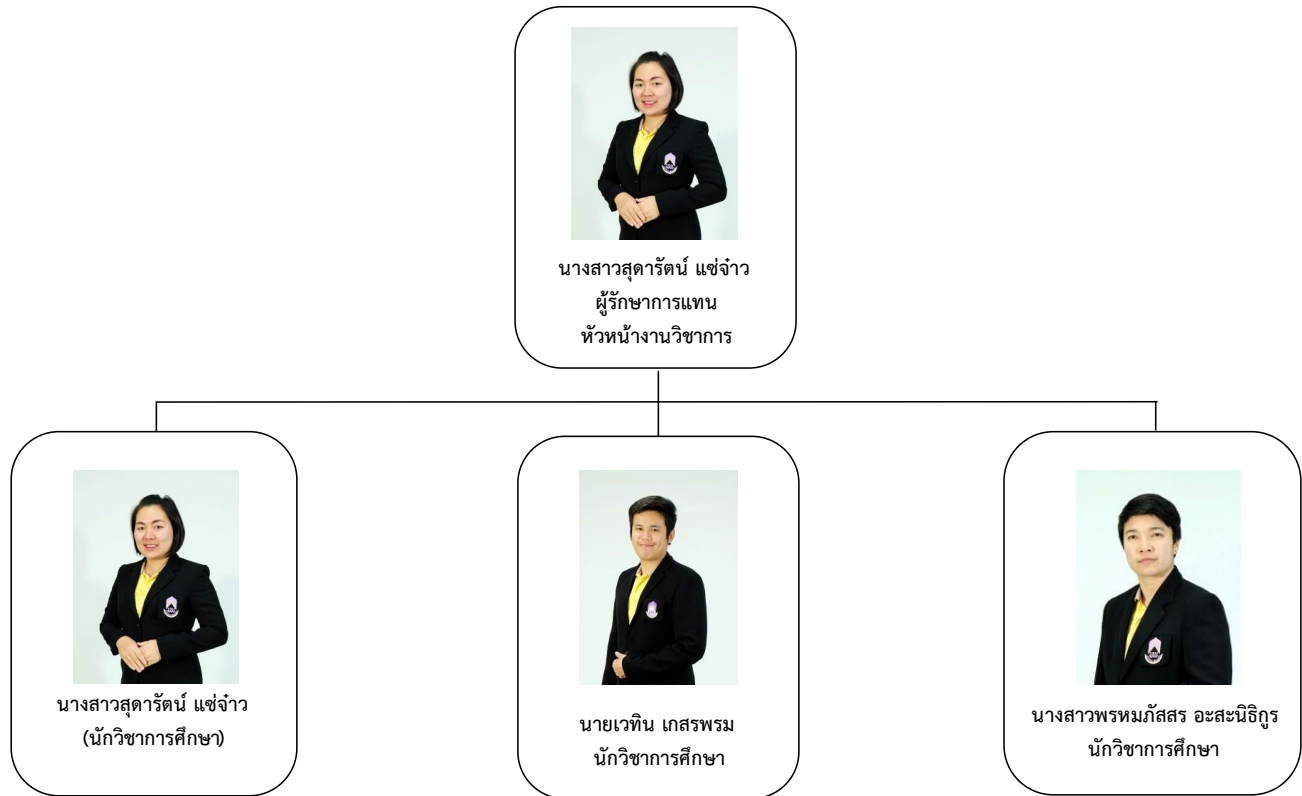 นางสาวสุดารัตน์ แซ่จ๋าว
ผู้รักษาการแทน
หัวหน้างานวิชาการ
นางสาวสุดารัตน์ แซ่จ๋าว
(นักวิชาการศึกษา)
นายเวทิน เกสรพรม
นักวิชาการศึกษา
นางสาวพรหมภัสสร อะสะนิธิกูร
นักวิชาการศึกษา